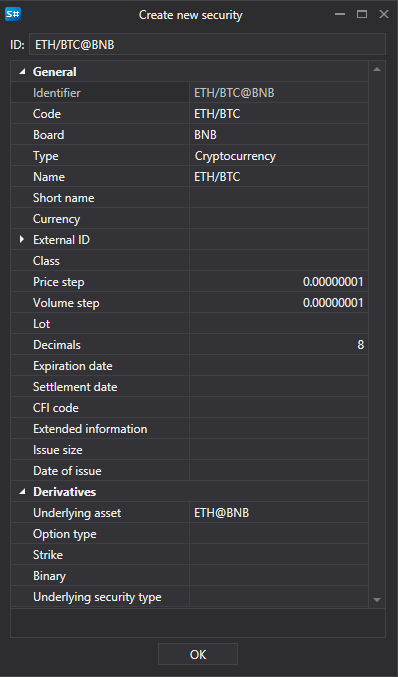 S# Create new security
ID: ETH/BTC@BNB
General
Identifier ETH/BTC@BNB
Code ETH/BTC
Board BNB
Type Cryptocurrency
Name ETH/BTC
Short name
Currency
External ID
Class
Price step 0.00000001
Volume step 0.00000001
Lot
Decimals 8
Expiration date
Settlement date
CFI code
Extended information
Issue size
Date of issue
Derivatives
Underlying asset ETH@BNB
Option type
Strike
Binary
Underlying security type
OK